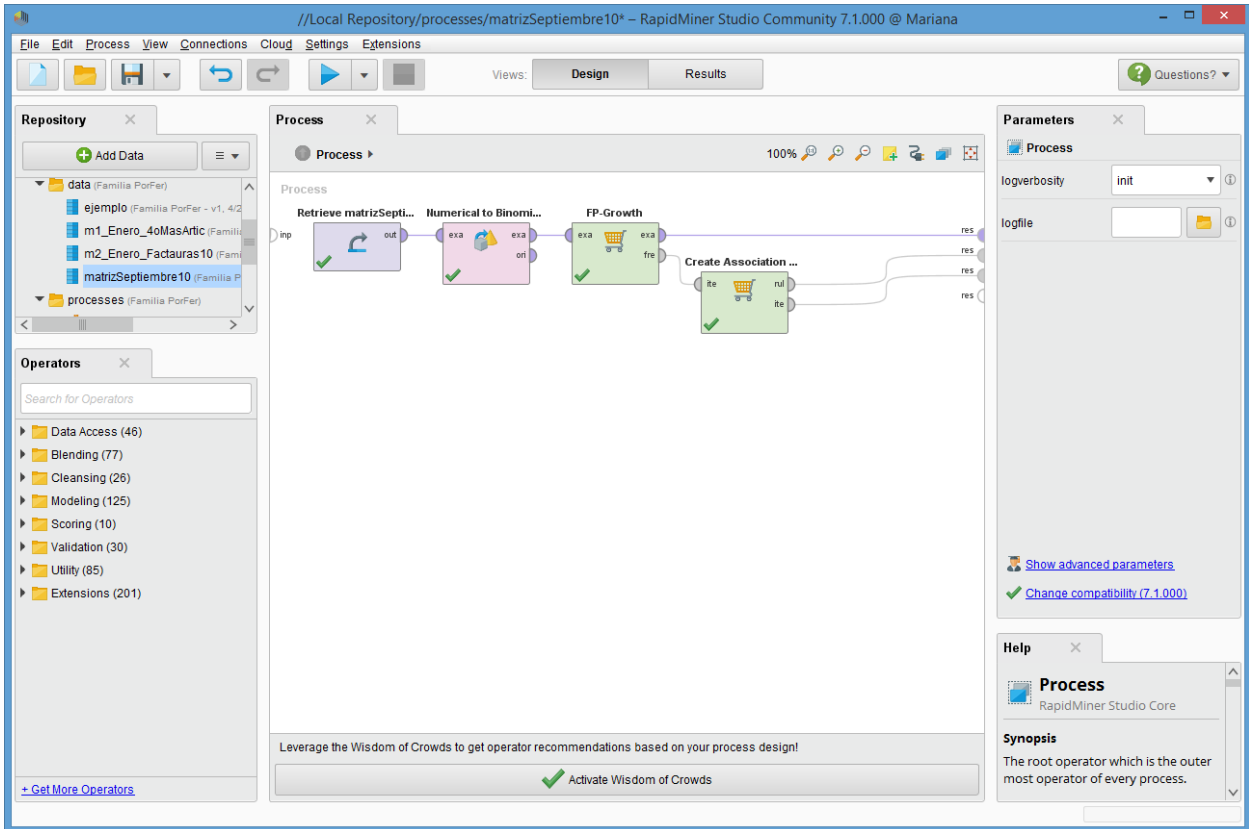 //Local Repository/processes/matrizSeptiembre10* – RapidMiner Studio Community 7.1.000 @ Mariana
File Edit Process View Connections Cloud Settings Extensions
Views: Design Results
Questions?
Repository
Add Data
data (Familia PorFer)
ejemplo (Familia PorFer - v1, 4/2
m1_Enero_4oMasArtic (Famili
m2_Enero_Factauras10 (Fami
matrizSeptiembre10 (Familia P
processes (Familia PorFer)
Operators
Search for Operators
Data Access (46)
Blending (77)
Cleansing (26)
Modeling (125)
Scoring (10)
Validation (30)
Utility (85)
Extensions (201)
+ Get More Operators
Process
Process
100%
Process
Retrieve matrizSepti... Numerical to Binomi... FP-Growth
inp out exa exa exa exa res
ori fre res
Create Association ...
ite rul res
ite res
Leverage the Wisdom of Crowds to get operator recommendations based on your process design!
Activate Wisdom of Crowds
Parameters
Process
logverbosity init
logfile
Show advanced parameters
Change compatibility (7.1.000)
Help
Process
RapidMiner Studio Core
Synopsis
The root operator which is the outer
most operator of every process.